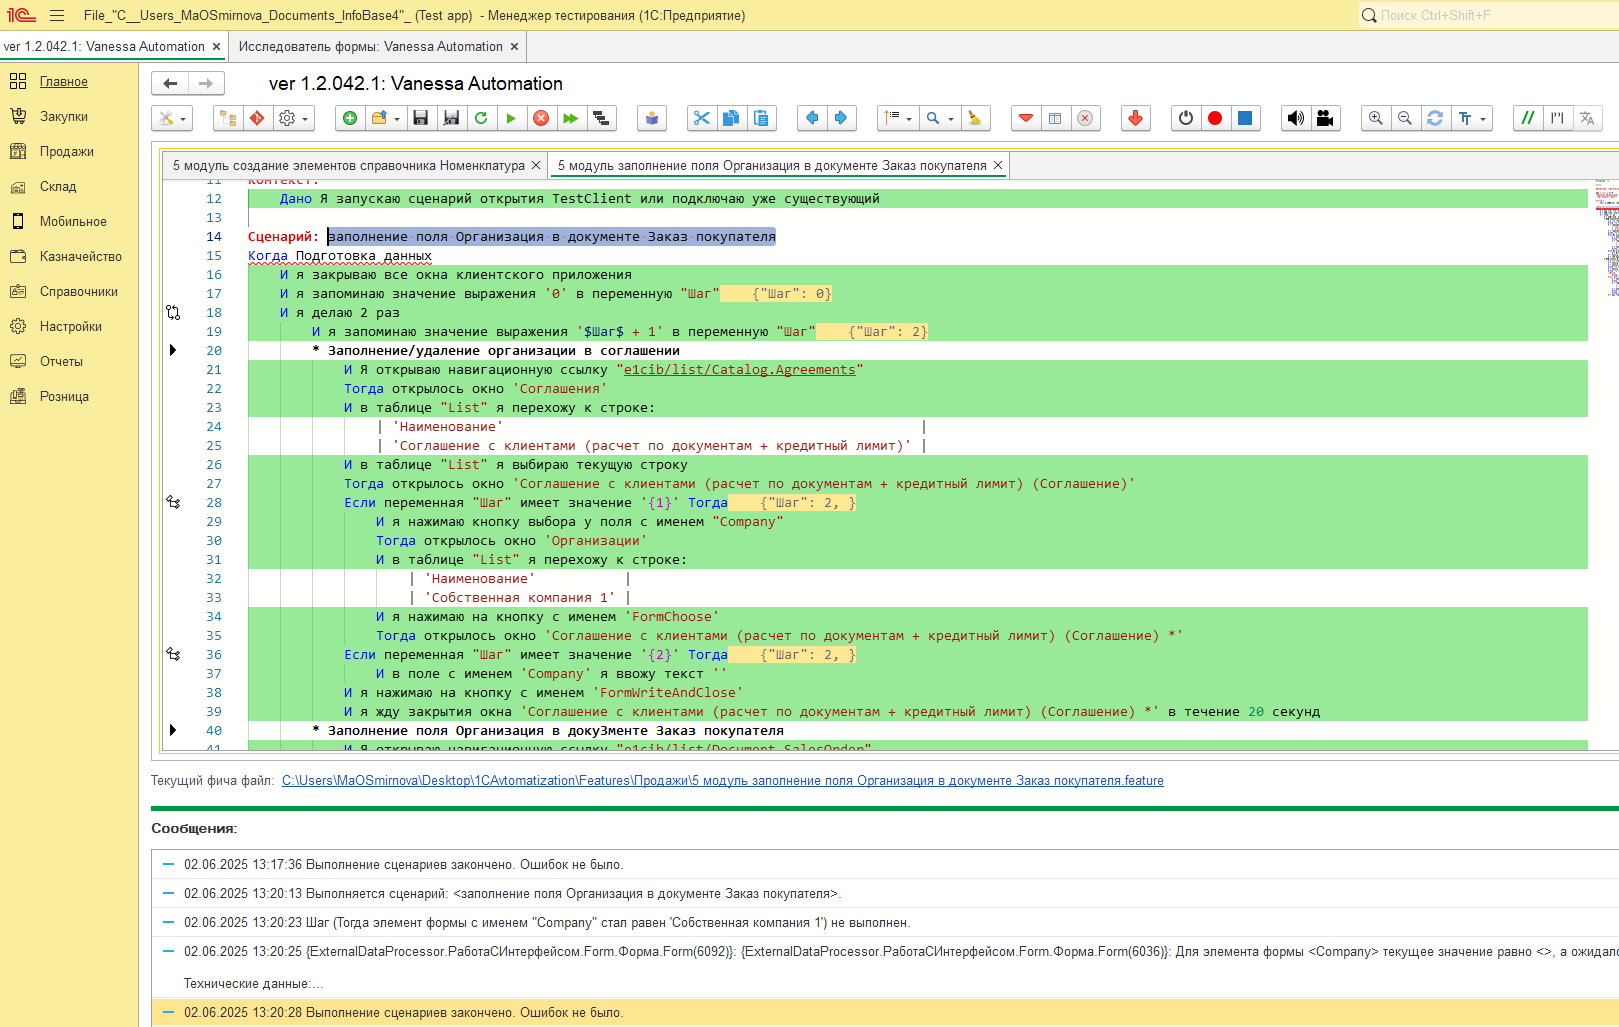 File_"C__Users_MaOSmirnova_Documents_InfoBase4"_ (Test app) - Менеджер тестирования (1С:Предприятие)
Поиск Ctrl+Shift+F
ver 1.2.042.1: Vanessa Automation ×
Исследователь формы: Vanessa Automation ×
Главное
Закупки
Продажи
Склад
Мобильное
Казначейство
Справочники
Настройки
Отчеты
Розница
ver 1.2.042.1: Vanessa Automation
5 модуль создание элементов справочника Номенклатура ×
5 модуль заполнение поля Организация в документе Заказ покупателя ×
11 Контекст:
12 Дано Я запускаю сценарий открытия TestClient или подключаю уже существующий
13
14 Сценарий: заполнение поля Организация в документе Заказ покупателя
15 Когда Подготовка данных
16 И я закрываю все окна клиентского приложения
17 И я запоминаю значение выражения '0' в переменную "Шаг" {"Шаг": 0}
18 И я делаю 2 раз
19 И я запоминаю значение выражения '$Шаг$ + 1' в переменную "Шаг" {"Шаг": 2}
20 * Заполнение/удаление организации в соглашении
21 И Я открываю навигационную ссылку "e1cib/list/Catalog.Agreements"
22 Тогда открылось окно 'Соглашения'
23 И в таблице "List" я перехожу к строке:
24 | 'Наименование' |
25 | 'Соглашение с клиентами (расчет по документам + кредитный лимит)' |
26 И в таблице "List" я выбираю текущую строку
27 Тогда открылось окно 'Соглашение с клиентами (расчет по документам + кредитный лимит) (Соглашение)'
28 Если переменная "Шаг" имеет значение '{1}' Тогда {"Шаг": 2, }
29 И я нажимаю кнопку выбора у поля с именем "Company"
30 Тогда открылось окно 'Организации'
31 И в таблице "List" я перехожу к строке:
32 | 'Наименование' |
33 | 'Собственная компания 1' |
34 И я нажимаю на кнопку с именем 'FormChoose'
35 Тогда открылось окно 'Соглашение с клиентами (расчет по документам + кредитный лимит) (Соглашение) *'
36 Если переменная "Шаг" имеет значение '{2}' Тогда {"Шаг": 2, }
37 И в поле с именем 'Company' я ввожу текст ''
38 И я нажимаю на кнопку с именем 'FormWriteAndClose'
39 И я жду закрытия окна 'Соглашение с клиентами (расчет по документам + кредитный лимит) (Соглашение) *' в течение 20 секунд
40 * Заполнение поля Организация в докуЗменте Заказ покупателя
41 И Я открываю навигационную ссылку "e1cib/list/Document.SalesOrder"
Текущий фича файл: C:\Users\MaOSmirnova\Desktop\1CAvtomatization\Features\Продажи\5 модуль заполнение поля Организация в документе Заказ покупателя.feature
Сообщения:
02.06.2025 13:17:36 Выполнение сценариев закончено. Ошибок не было.
02.06.2025 13:20:13 Выполняется сценарий: <заполнение поля Организация в документе Заказ покупателя>.
02.06.2025 13:20:23 Шаг (Тогда элемент формы с именем "Company" стал равен 'Собственная компания 1') не выполнен.
02.06.2025 13:20:25 {ExternalDataProcessor.РаботаСИнтерфейсом.Form.Форма.Form(6092)}: {ExternalDataProcessor.РаботаСИнтерфейсом.Form.Форма.Form(6036)}: Для элемента формы <Company> текущее значение равно <>, а ожидало
Технические данные:...
02.06.2025 13:20:28 Выполнение сценариев закончено. Ошибок не было.